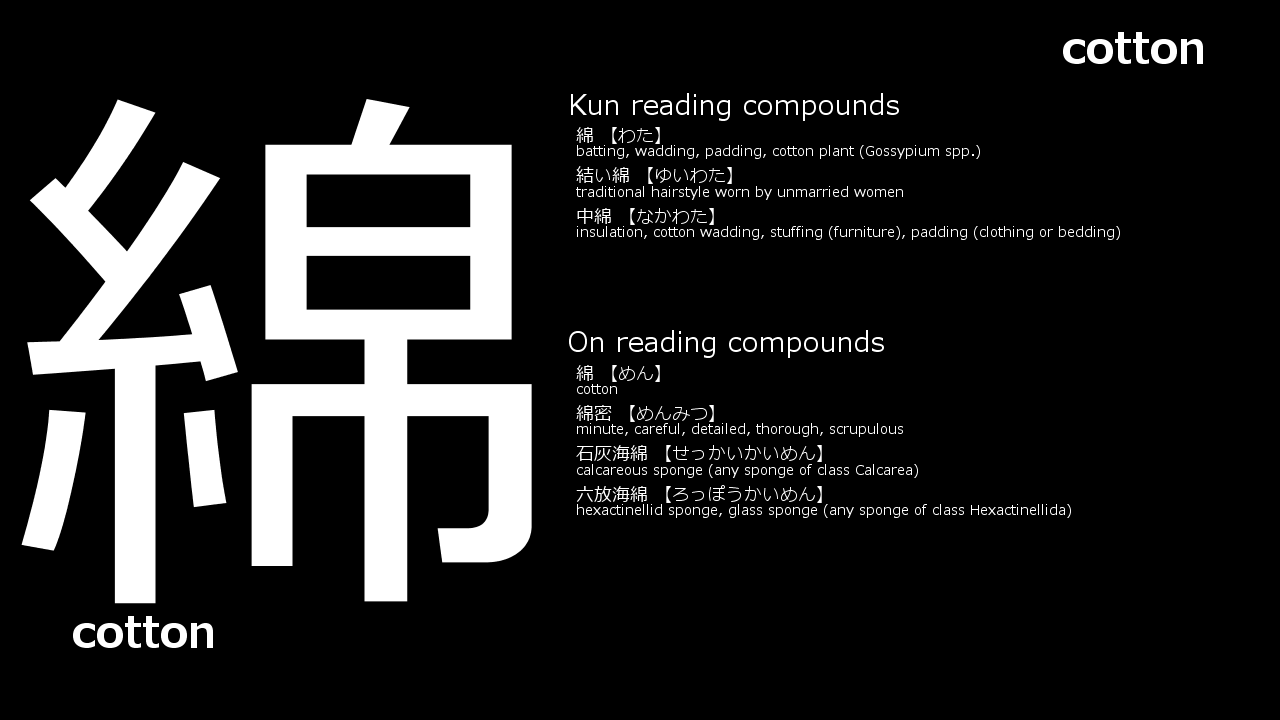 cotton
綿
cotton
Kun reading compounds
綿 【わた】
batting, wadding, padding, cotton plant (Gossypium spp.)
結い綿 【ゆいわた】
traditional hairstyle worn by unmarried women
中綿 【なかわた】
insulation, cotton wadding, stuffing (furniture), padding (clothing or bedding)
On reading compounds
綿 【めん】
cotton
綿密 【めんみつ】
minute, careful, detailed, thorough, scrupulous
石灰海綿 【せっかいかいめん】
calcareous sponge (any sponge of class Calcarea)
六放海綿 【ろっぽうかいめん】
hexactinellid sponge, glass sponge (any sponge of class Hexactinellida)